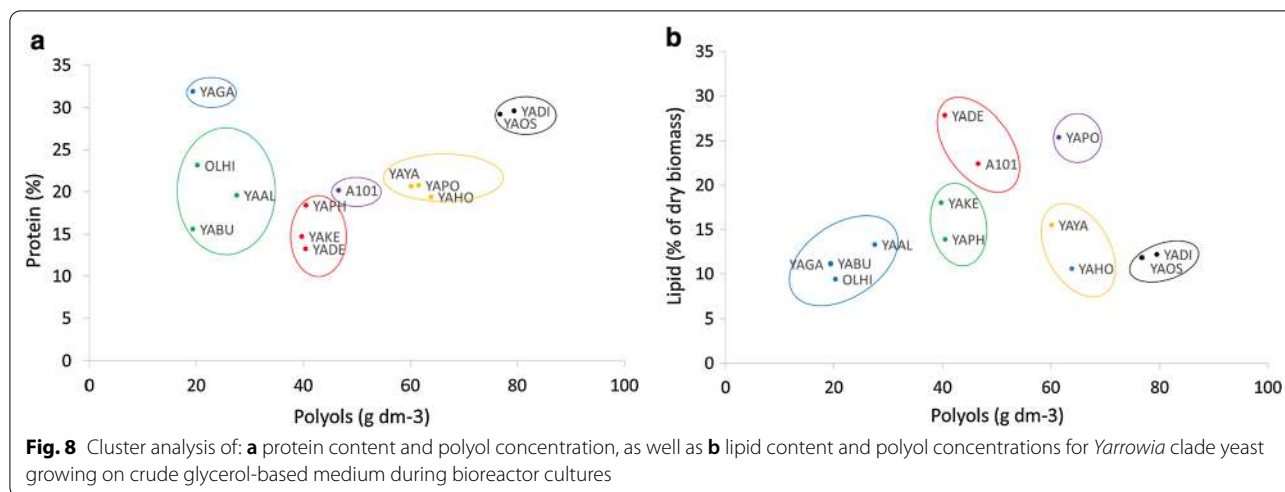 a
35
30
25
20
15
10
5
0
Protein (%)
YAGA
OLHI
YAAL
YABU
YAPH
YAKE
YADE
A101
YAYA
YAPO
YAHO
YADI
YAOS
0 20 40 60 80 100
Polyols (g dm-3)
b
35
30
25
20
15
10
5
0
Lipid (% of dry biomass)
YADE
A101
YAPO
YAKE
YAPH
YAAL
YAGA YABU
OLHI
YAYA
YAHO
YADI
YAOS
0 20 40 60 80 100
Polyols (g dm-3)
Fig. 8 Cluster analysis of: a protein content and polyol concentration, as well as b lipid content and polyol concentrations for Yarrowia clade yeast
growing on crude glycerol-based medium during bioreactor cultures